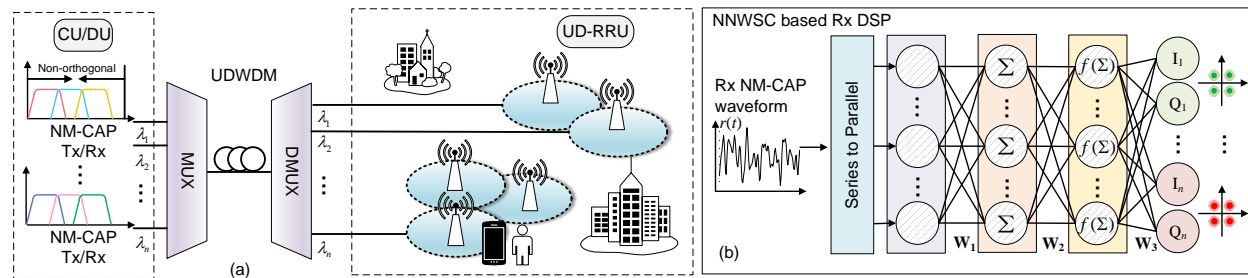 CU/DU
Non-orthogonal
NM-CAP
Tx/Rx
λ1
λ2
⋮
NM-CAP
Tx/Rx
λn
MUX
UDWDM
DMUX
(a)
λ1
λ2
⋮
λn
UD-RRU
NNWSC based Rx DSP
Rx NM-CAP
waveform
r(t)
(b)
Series to Parallel
⋮
⋮
W1
Σ
⋮
Σ
⋮
Σ
W2
f(Σ)
⋮
f(Σ)
⋮
f(Σ)
W3
I1
Q1
⋮
In
Qn
⋮